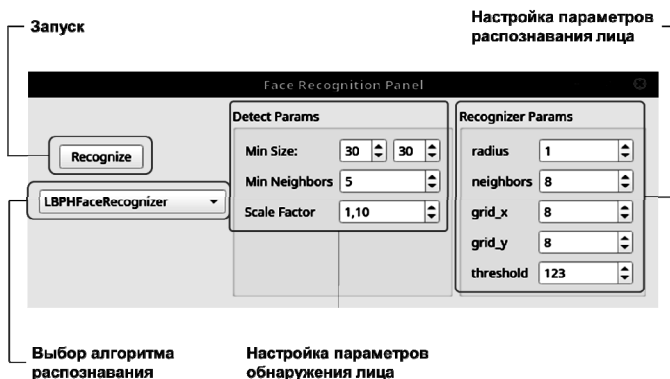 Запуск
Настройка параметров
распознавания лица
Face Recognition Panel
Detect Params
Recognizer Params
Recognize
LBPHFaceRecognizer
Min Size: 30 30
Min Neighbors 5
Scale Factor 1,10
radius 1
neighbors 8
grid_x 8
grid_y 8
threshold 123
Выбор алгоритма
распознавания
Настройка параметров
обнаружения лица